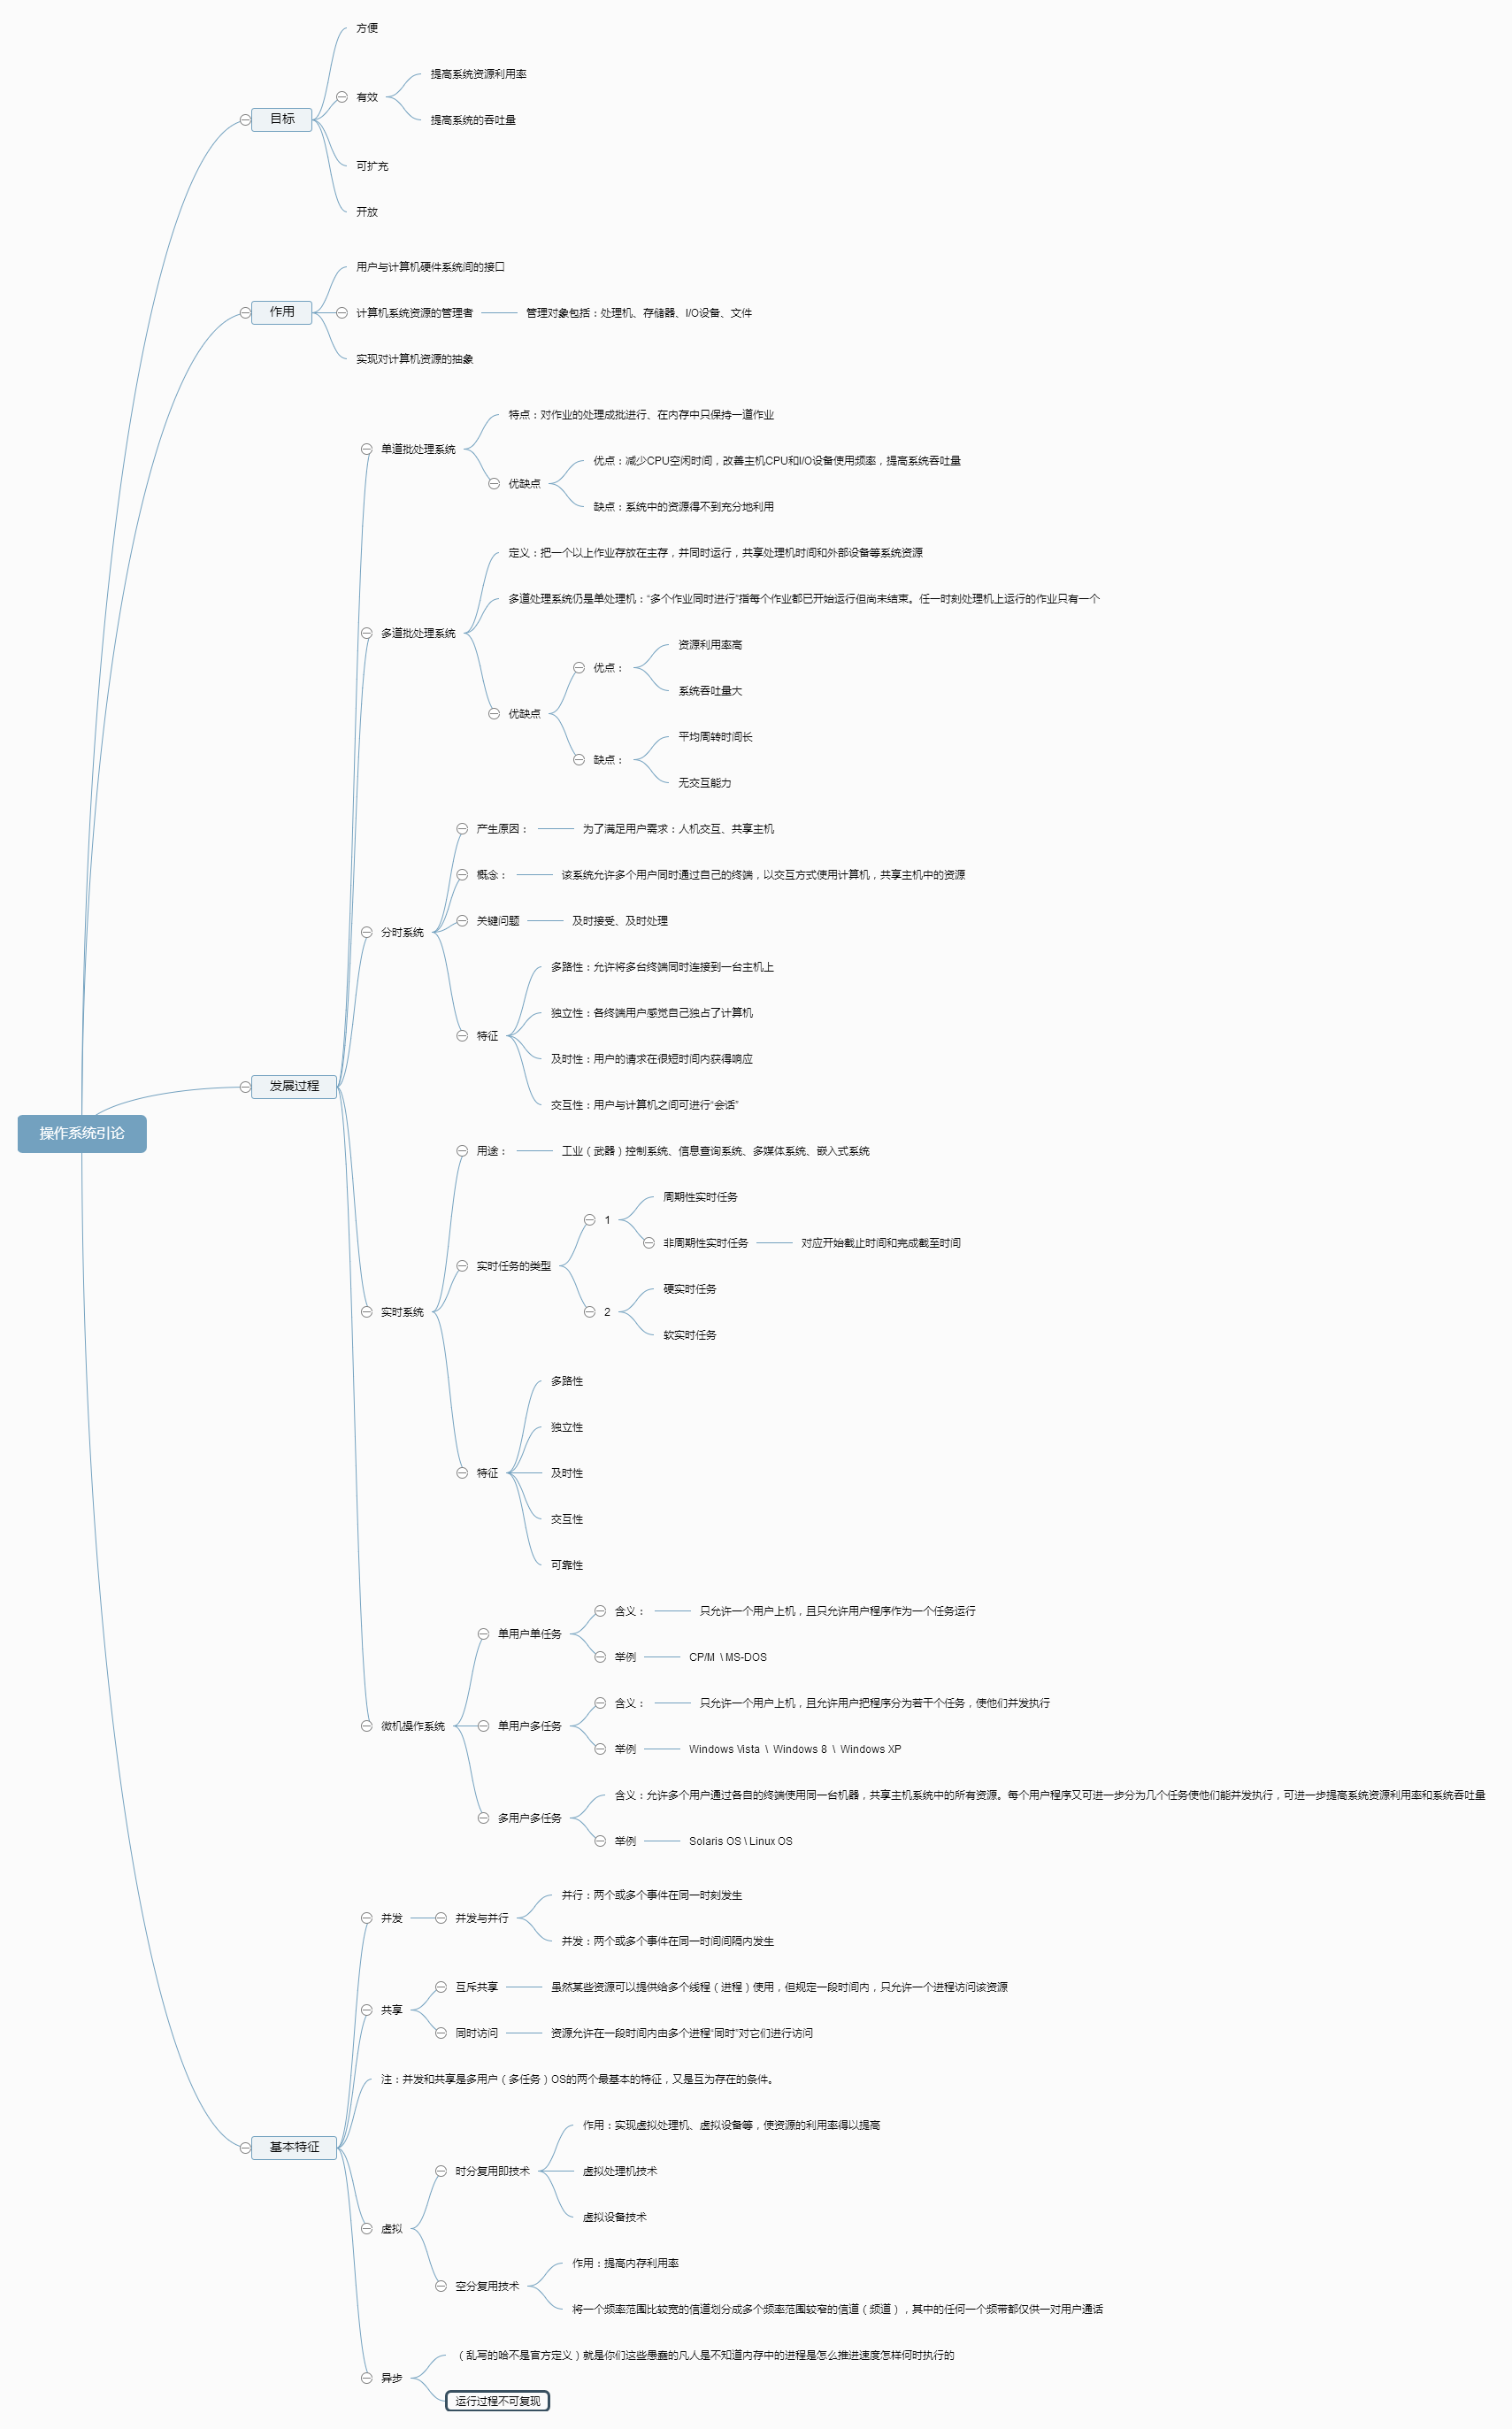 操作系统引论
目标
方便
有效
提高系统资源利用率
提高系统的吞吐量
可扩充
开放
作用
用户与计算机硬件系统间的接口
计算机系统资源的管理者
管理对象包括：处理机、存储器、I/O设备、文件
实现对计算机资源的抽象
发展过程
单道批处理系统
特点：对作业的处理成批进行、在内存中只保持一道作业
优缺点
优点：减少CPU空闲时间，改善主机CPU和I/O设备使用频率，提高系统吞吐量
缺点：系统中的资源得不到充分地利用
多道批处理系统
定义：把一个以上作业存放在主存，并同时运行，共享处理机时间和外部设备等系统资源
多道处理系统仍是单处理机：“多个作业同时进行”指每个作业都已开始运行但尚未结束。任一时刻处理机上运行的作业只有一个
优缺点
优点：
资源利用率高
系统吞吐量大
缺点：
平均周转时间长
无交互能力
分时系统
产生原因：
为了满足用户需求：人机交互、共享主机
概念：
该系统允许多个用户同时通过自己的终端，以交互方式使用计算机，共享主机中的资源
关键问题
及时接受、及时处理
特征
多路性：允许将多台终端同时连接到一台主机上
独立性：各终端用户感觉自己独占了计算机
及时性：用户的请求在很短时间内获得响应
交互性：用户与计算机之间可进行“会话”
实时系统
用途：
工业（武器）控制系统、信息查询系统、多媒体系统、嵌入式系统
实时任务的类型
1
周期性实时任务
非周期性实时任务
对应开始截止时间和完成截至时间
2
硬实时任务
软实时任务
特征
多路性
独立性
及时性
交互性
可靠性
微机操作系统
单用户单任务
含义：
只允许一个用户上机，且只允许用户程序作为一个任务运行
举例
CP/M \ MS-DOS
单用户多任务
含义：
只允许一个用户上机，且允许用户把程序分为若干个任务，使他们并发执行
举例
Windows Vista \ Windows 8 \ Windows XP
多用户多任务
含义：允许多个用户通过各自的终端使用同一台机器，共享主机系统中的所有资源。每个用户程序又可进一步分为几个任务使他们能并发执行，可进一步提高系统资源利用率和系统吞吐量
举例
Solaris OS \ Linux OS
基本特征
并发
并发与并行
并行：两个或多个事件在同一时刻发生
并发：两个或多个事件在同一时间间隔内发生
共享
互斥共享
虽然某些资源可以提供给多个线程（进程）使用，但规定一段时间内，只允许一个进程访问该资源
同时访问
资源允许在一段时间内由多个进程“同时”对它们进行访问
注：并发和共享是多用户（多任务）OS的两个最基本的特征，又是互为存在的条件。
虚拟
时分复用即技术
作用：实现虚拟处理机、虚拟设备等，使资源的利用率得以提高
虚拟处理机技术
虚拟设备技术
空分复用技术
作用：提高内存利用率
将一个频率范围比较宽的信道划分成多个频率范围较窄的信道（频道），其中的任何一个频带都仅供一对用户通话
异步
（乱写的哈不是官方定义）就是你们这些愚蠢的凡人是不知道内存中的进程是怎么推进速度怎样何时执行的
运行过程不可复现